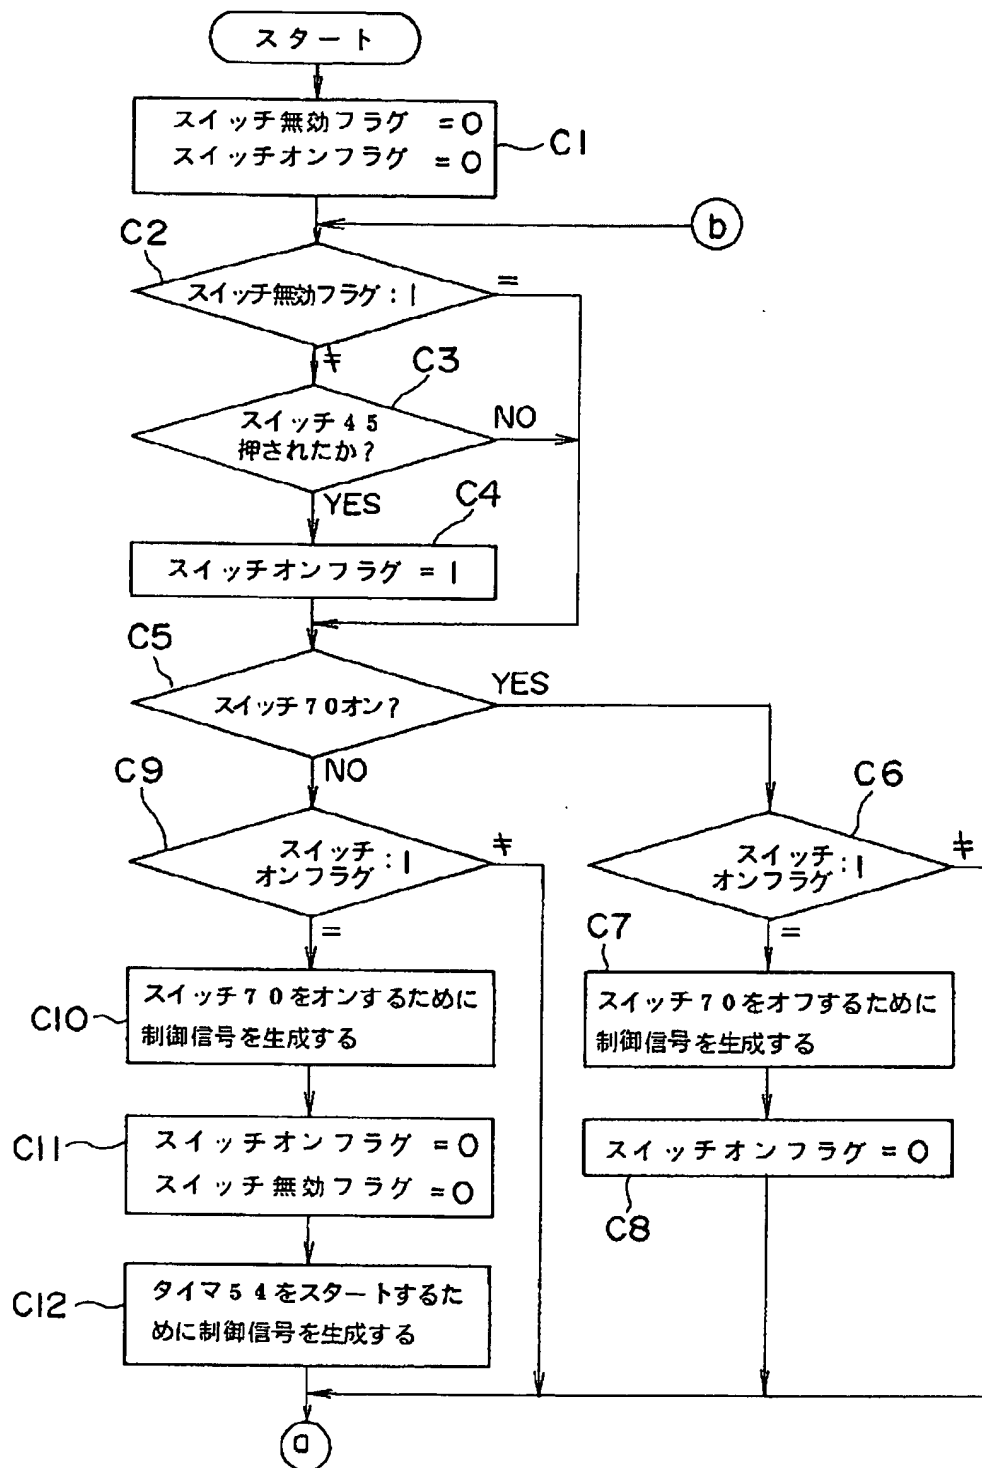 スタート
スイッチ無効フラグ =0
スイッチオンフラグ =0
C1
b
C2
スイッチ無効フラグ:1
=
≠
C3
スイッチ45
押されたか?
NO
YES
C4
スイッチオンフラグ =1
C5
スイッチ70オン?
YES
NO
C9
スイッチ
オンフラグ:1
≠
=
C6
スイッチ
オンフラグ:1
≠
=
C10
スイッチ70をオンするために
制御信号を生成する
C7
スイッチ70をオフするために
制御信号を生成する
C11
スイッチオンフラグ =0
スイッチ無効フラグ =0
スイッチオンフラグ =0
C8
C12
タイマ54をスタートするた
めに制御信号を生成する
a